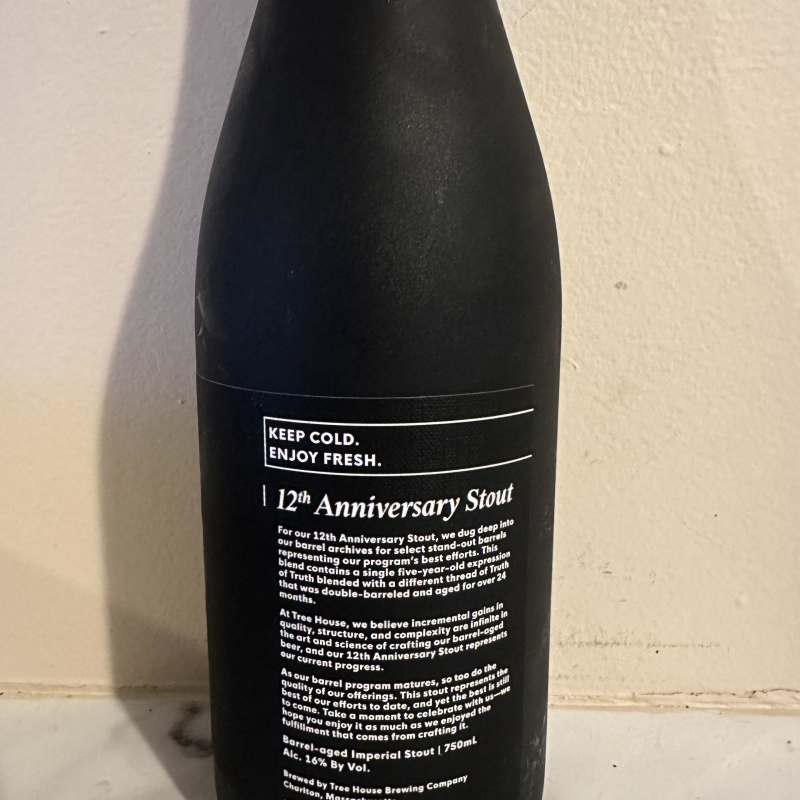 KEEP COLD.
ENJOY FRESH.
12th Anniversary Stout
For our 12th Anniversary Stout, we dug deep into
our barrel archives for select stand-out barrels
representing our program's best efforts. This
blend contains a single five-year-old expression
of Truth blended with a different thread of Truth
that was double-barreled and aged for over 24
months.
At Tree House, we believe incremental gains in
quality, structure, and complexity are infinite in
the art and science of crafting our barrel-aged
beer, and our 12th Anniversary Stout represents
our current progress.
As our barrel program matures, so too do the
quality of our offerings. This stout represents the
best of our efforts to date, and yet the best is still
to come. Take a moment to celebrate with us—we
hope you enjoy it as much as we enjoyed the
fulfillment that comes from crafting it.
Barrel-aged Imperial Stout | 750mL
Alc. 16% By Vol.
Brewed by Tree House Brewing Company
Charlton,